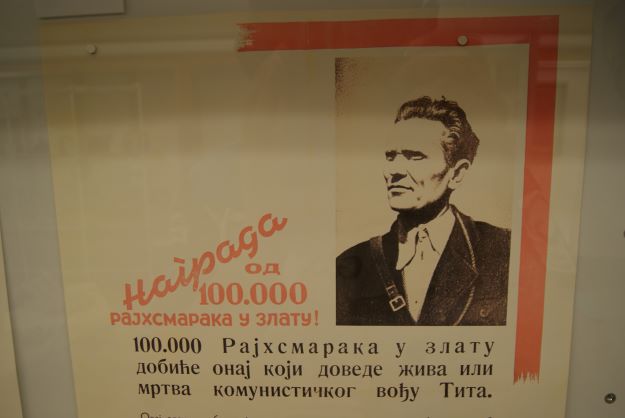 Најрада
од
100.000
рајхсмарака у злату!
100.000 Рајхсмарака у злату
добиће онај који доведе жива или
мртва комунистичког вођу Тита.